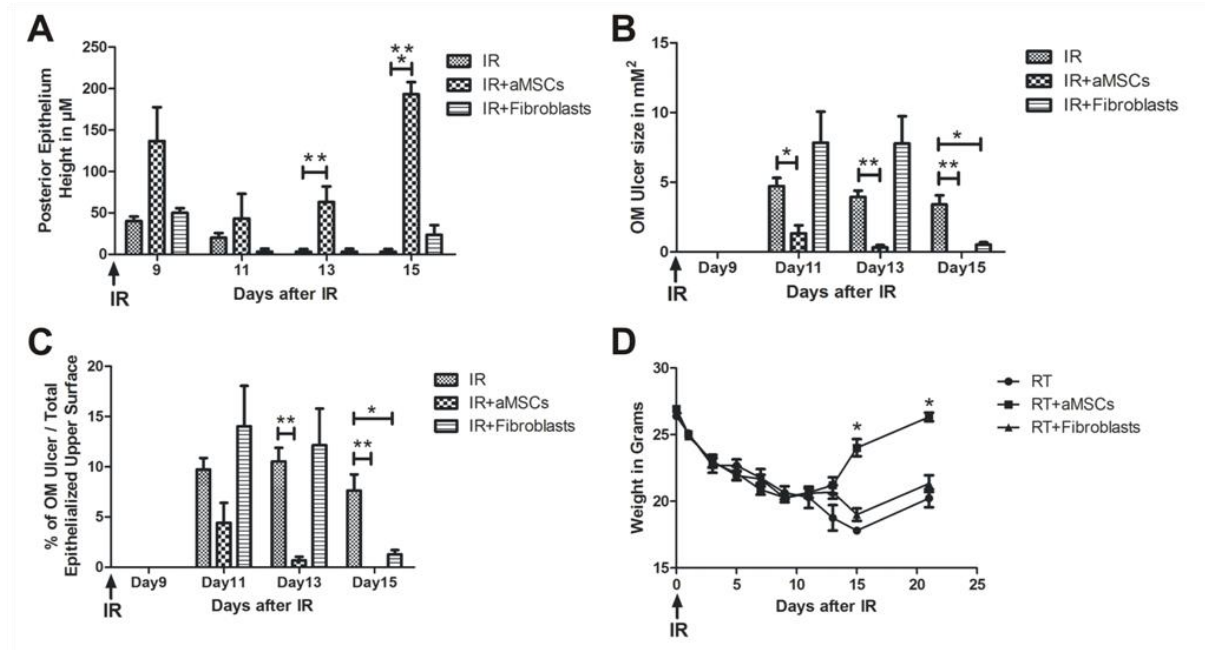 A
Posterior Epithelium
Height in µM
250
200
150
100
50
0
**
**
*
IR
IR+aMSCs
IR+Fibroblasts
9
11
13
15
IR
Days after IR
B
OM Ulcer size in mM2
15
10
5
0
*
**
*
**
IR
IR+aMSCs
IR+Fibroblasts
Day9
Day11
Day13
Day15
IR
Days after IR
C
% of OM Ulcer / Total
Epithelialized Upper Surface
20
15
10
5
0
**
*
**
IR
IR+aMSCs
IR+Fibroblasts
Day9
Day11
Day13
Day15
IR
Days after IR
D
Weight in Grams
30
25
20
15
*
*
RT
RT+aMSCs
RT+Fibroblasts
0
5
10
15
20
25
IR
Days after IR